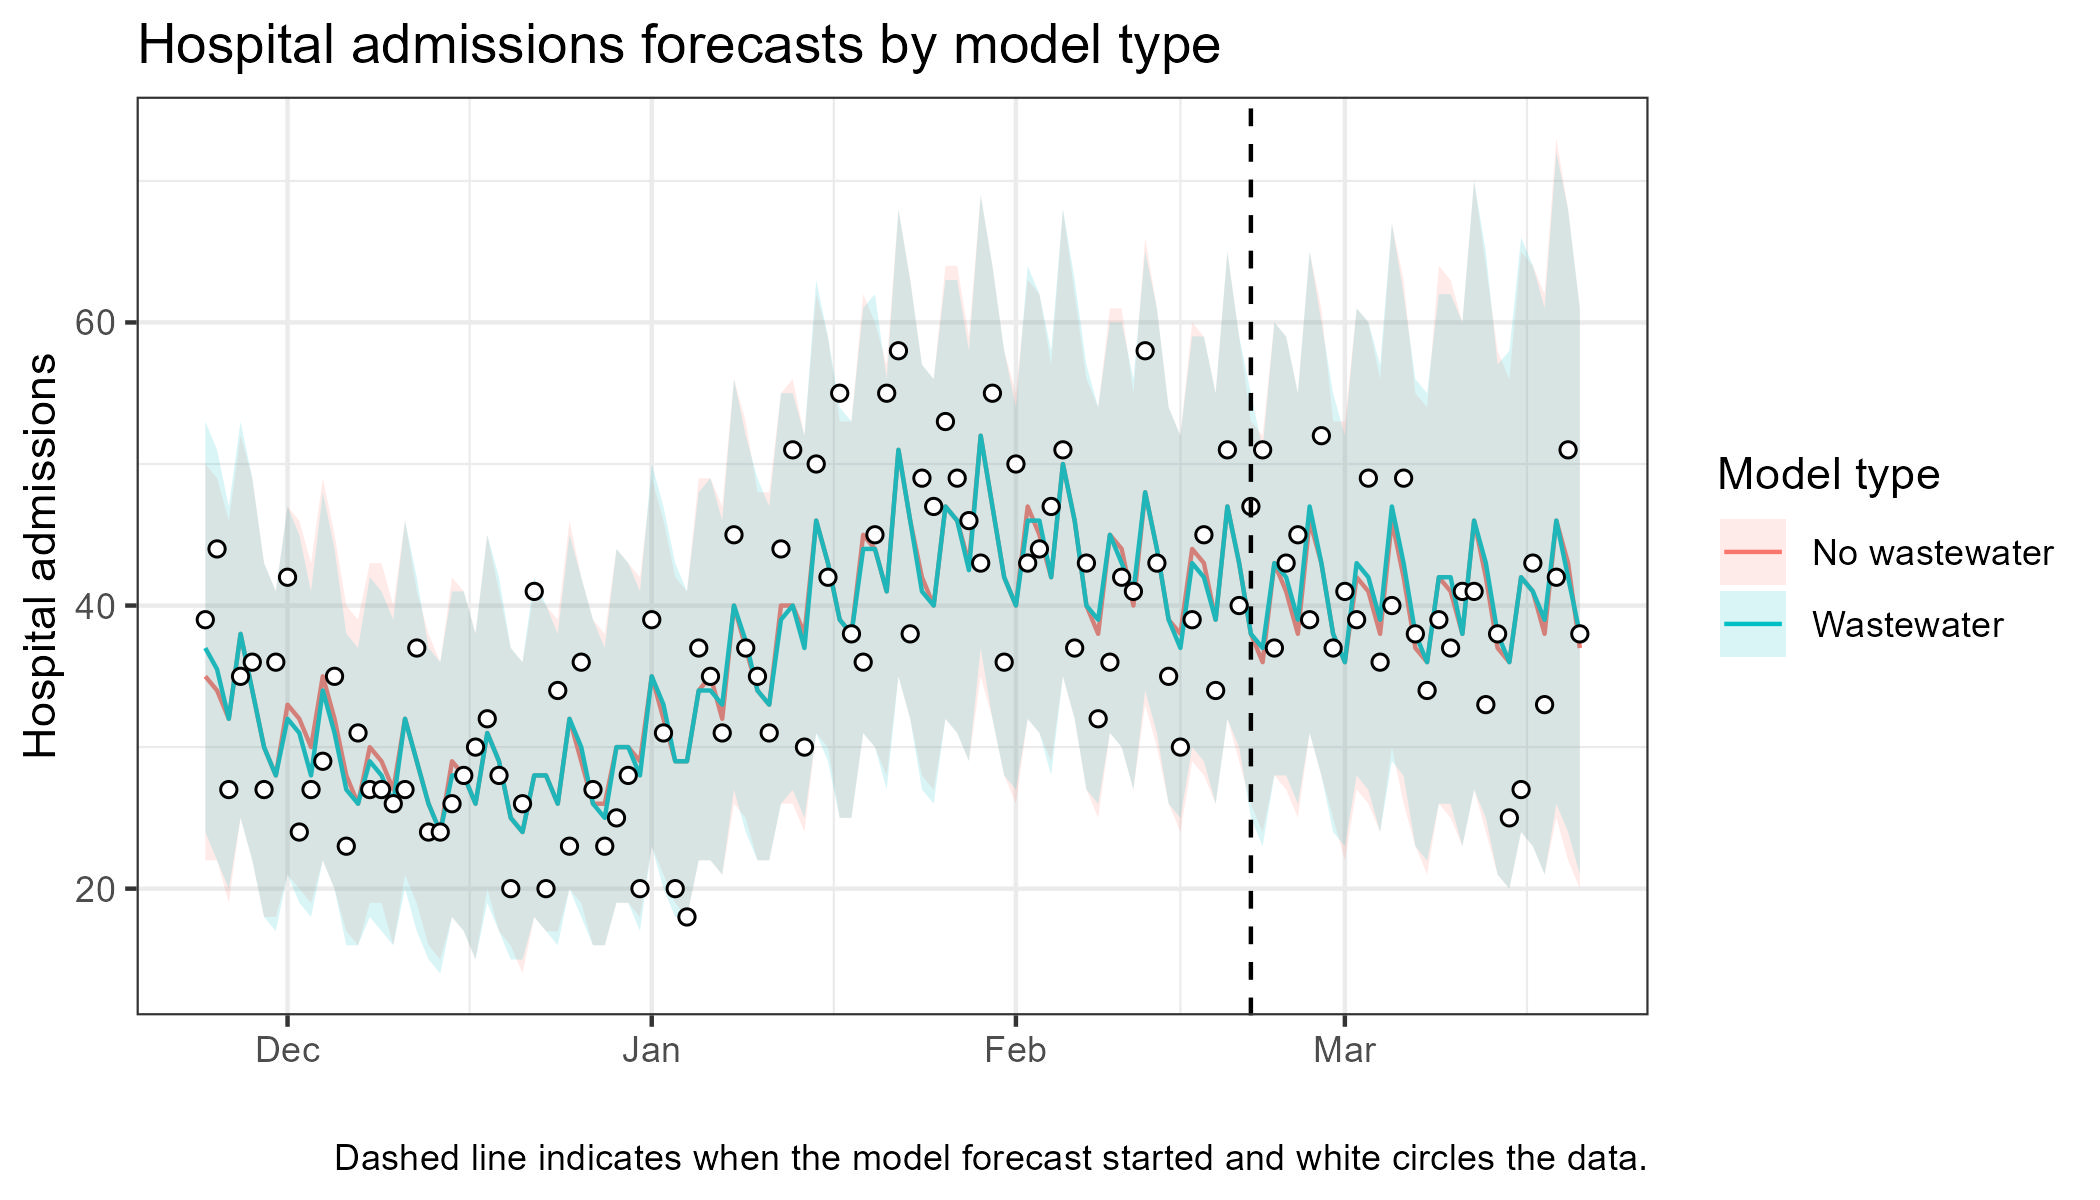 Hospital admissions forecasts by model type
Hospital admissions
60
40
20
Dec
Jan
Feb
Mar
Model type
No wastewater
Wastewater
Dashed line indicates when the model forecast started and white circles the data.